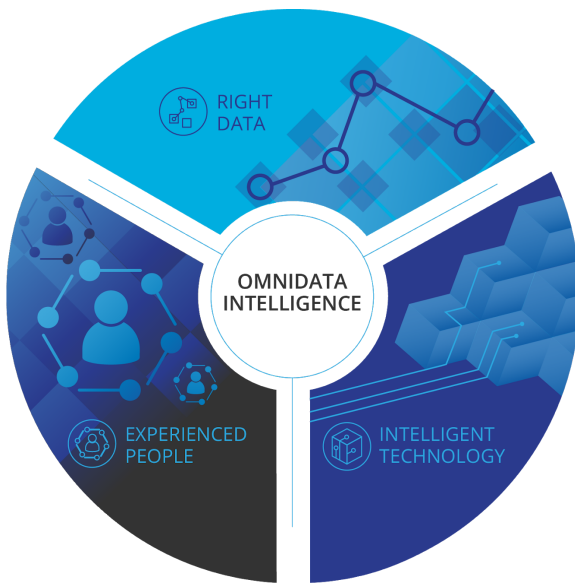 RIGHT
DATA
OMNIDATA
INTELLIGENCE
EXPERIENCED
PEOPLE
INTELLIGENT
TECHNOLOGY